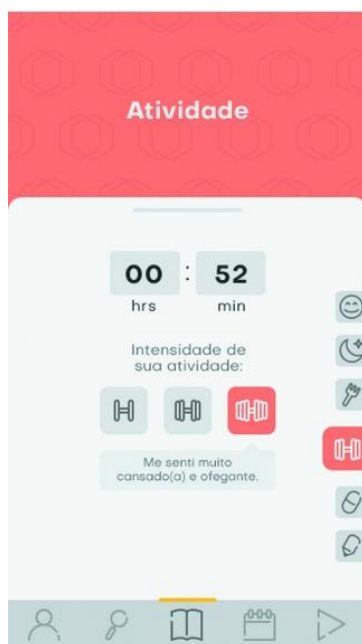 Atividade
00 : 52
hrs min
Intensidade de
sua atividade:
Me senti muito
cansado(a) e ofegante.